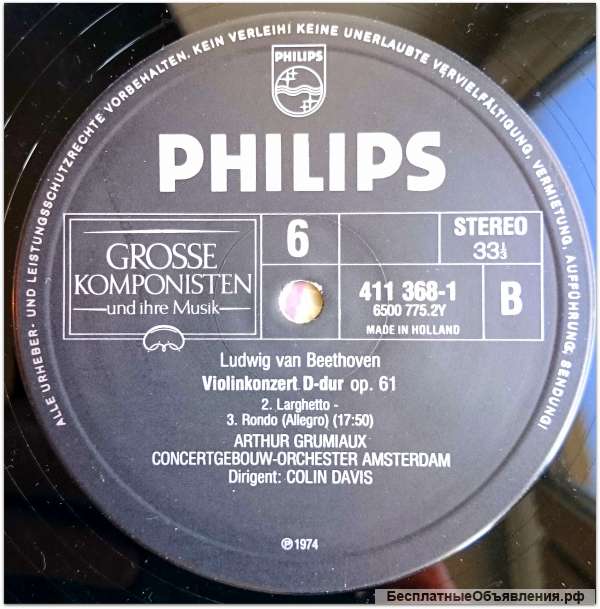 ALLE URHEBER- UND LEISTUNGSSCHUTZRECHTE VORBEHALTEN. KEIN VERLEIH! KEINE UNERLAUBTE VERVIELFÄLTIGUNG, VERMIETUNG, AUFFÜHRUNG, SENDUNG!
PHILIPS
PHILIPS
GROSSE
KOMPONISTEN
und ihre Musik
6
STEREO
33⅓
411 368-1
6500 775.2Y
MADE IN HOLLAND
B
Ludwig van Beethoven
Violinkonzert D-dur op. 61
2. Larghetto -
3. Rondo (Allegro) (17:50)
ARTHUR GRUMIAUX
CONCERTGEBOUW-ORCHESTER AMSTERDAM
Dirigent: COLIN DAVIS
℗ 1974
БесплатныеОбъявления.рф